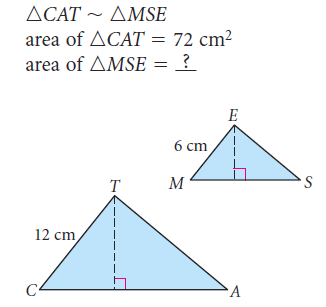 △CAT ~ △MSE
area of △CAT = 72 cm²
area of △MSE = ?
E
6 cm
M
S
T
12 cm
C
A